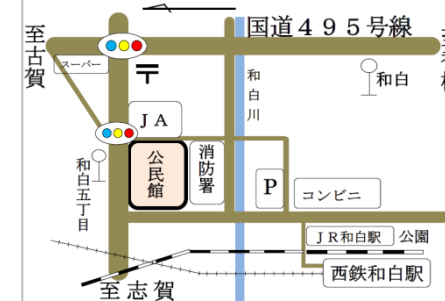 国道４９５号線
至古賀
スーパー
〒
和白
和白川
ＪＡ
公民館
消防署
和白五丁目
Ｐ
コンビニ
ＪＲ和白駅
公園
西鉄和白駅
至志賀